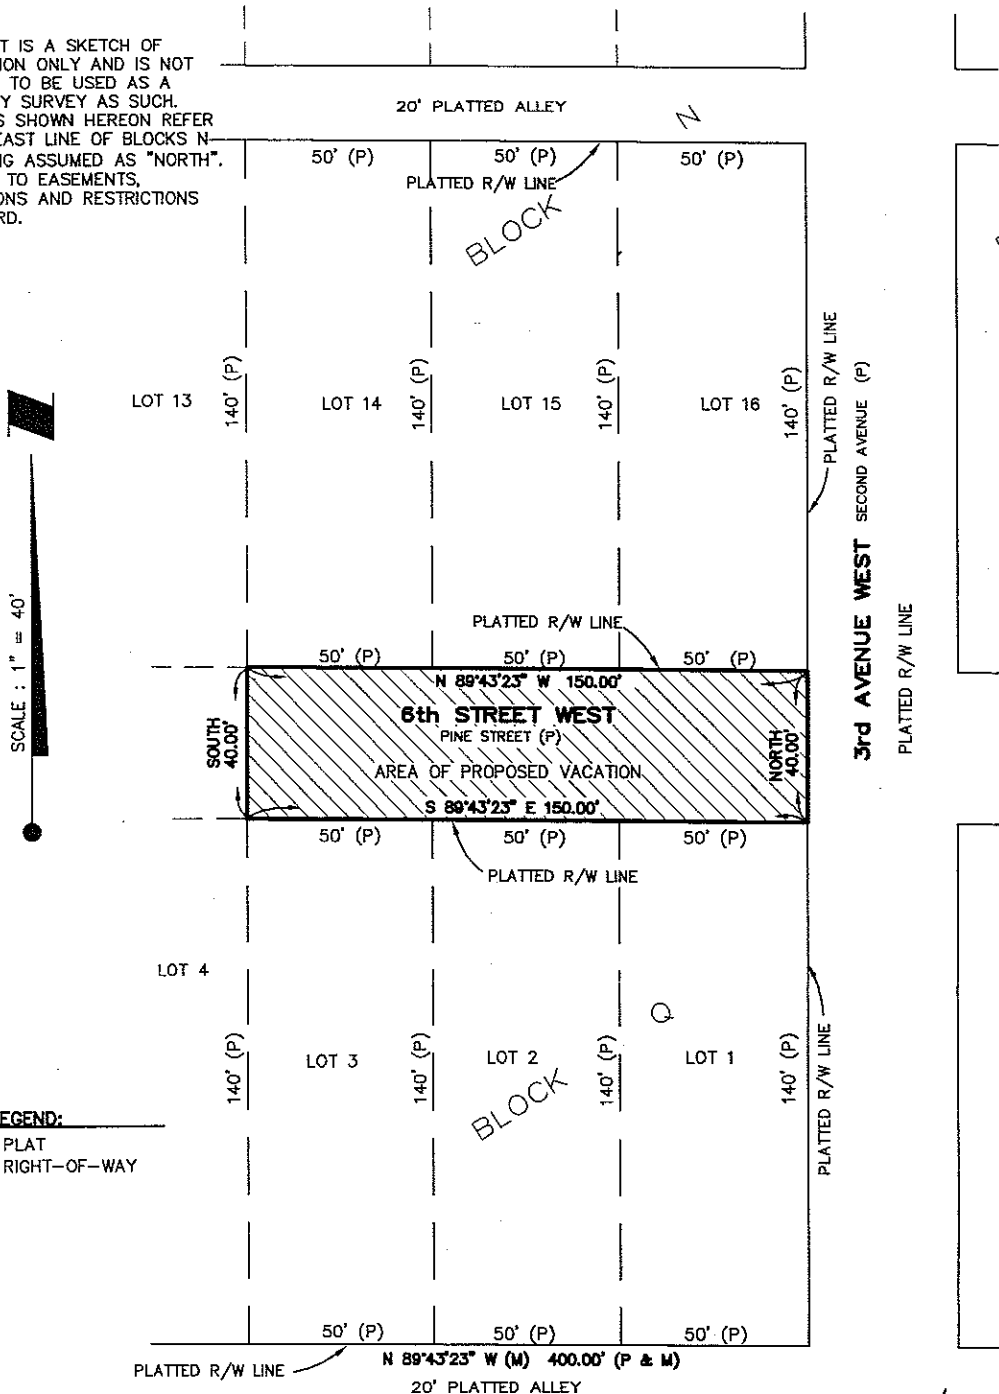 T IS A SKETCH OF
ION ONLY AND IS NOT
TO BE USED AS A
Y SURVEY AS SUCH.
S SHOWN HEREON REFER
EAST LINE OF BLOCKS N
NG ASSUMED AS "NORTH".
TO EASEMENTS,
ONS AND RESTRICTIONS
RD.
20' PLATTED ALLEY
N
50' (P) 50' (P) 50' (P)
PLATTED R/W LINE
BLOCK
PLATTED R/W LINE
140' (P) 140' (P) 140' (P) 140' (P)
LOT 13 LOT 14 LOT 15 LOT 16
SECOND AVENUE (P)
3rd AVENUE WEST
PLATTED R/W LINE
SCALE : 1" = 40'
PLATTED R/W LINE
50' (P) 50' (P) 50' (P)
N 89°43'23" W 150.00'
6th STREET WEST
PINE STREET (P)
SOUTH
40.00'
NORTH
40.00'
AREA OF PROPOSED VACATION
S 89°43'23" E 150.00'
50' (P) 50' (P) 50' (P)
PLATTED R/W LINE
LOT 4
Q
LOT 3 LOT 2 LOT 1
140' (P) 140' (P) 140' (P) 140' (P)
PLATTED R/W LINE
BLOCK
EGEND:
PLAT
RIGHT-OF-WAY
50' (P) 50' (P) 50' (P)
PLATTED R/W LINE
N 89°43'23" W (M) 400.00' (P & M)
20' PLATTED ALLEY